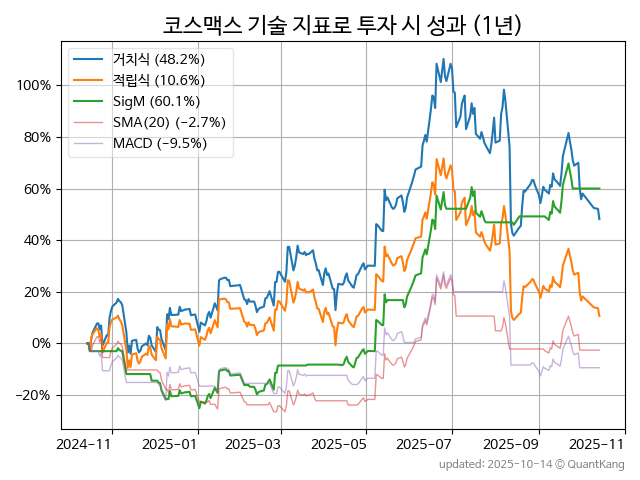 코스맥스 기술 지표로 투자 시 성과 (1년)
거치식 (48.2%)
적립식 (10.6%)
SigM (60.1%)
SMA(20) (−2.7%)
MACD (−9.5%)
100%
80%
60%
40%
20%
0%
−20%
2024-11 2025-01 2025-03 2025-05 2025-07 2025-09 2025-11
updated: 2025-10-14 © QuantKang